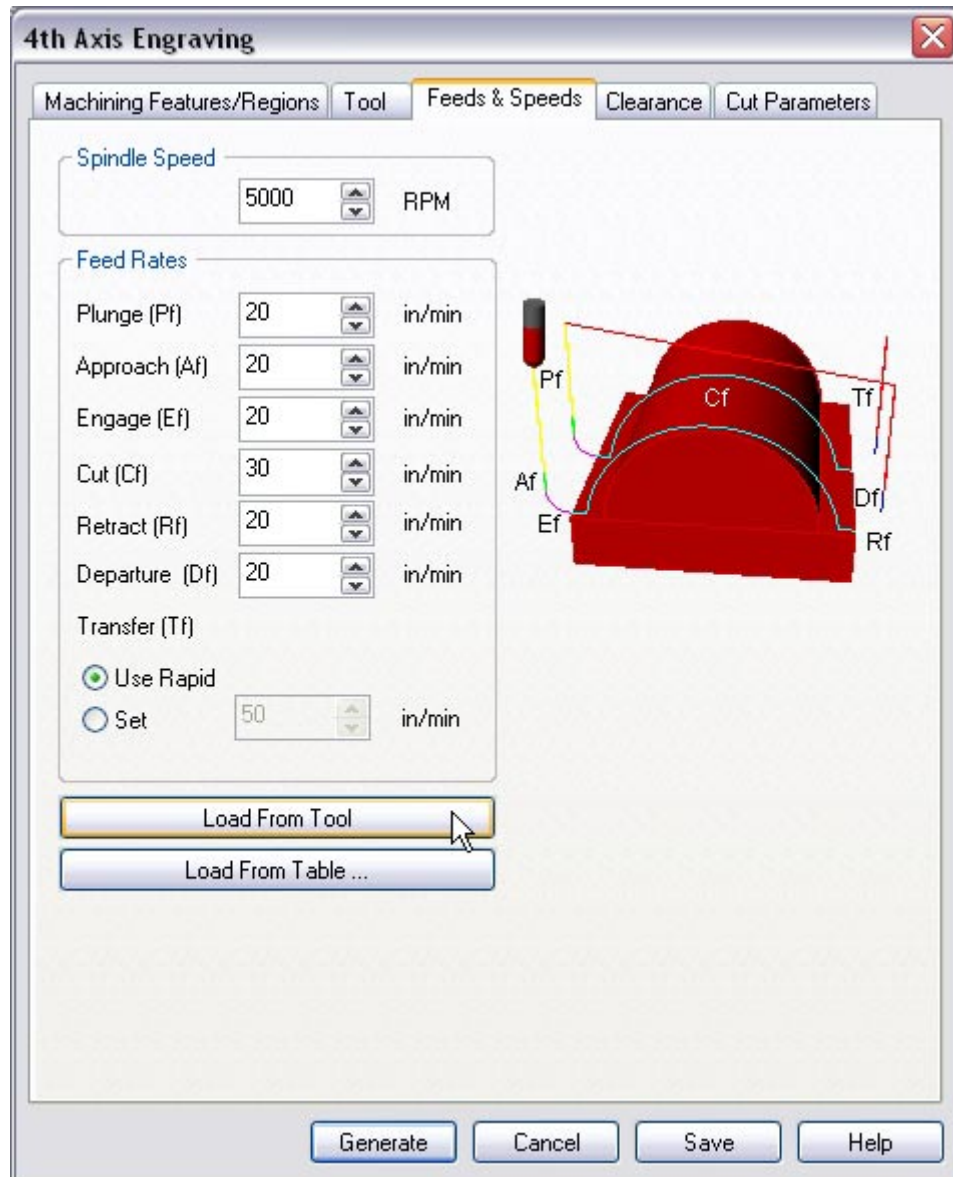 4th Axis Engraving
Machining Features/Regions Tool Feeds & Speeds Clearance Cut Parameters
Spindle Speed
5000 RPM
Feed Rates
Plunge (Pf) 20 in/min
Approach (Af) 20 in/min
Engage (Ef) 20 in/min
Cut (Cf) 30 in/min
Retract (Rf) 20 in/min
Departure (Df) 20 in/min
Transfer (Tf)
Use Rapid
Set 50 in/min
Pf
Cf
Tf
Af
Df
Ef
Rf
Load From Tool
Load From Table ...
Generate Cancel Save Help